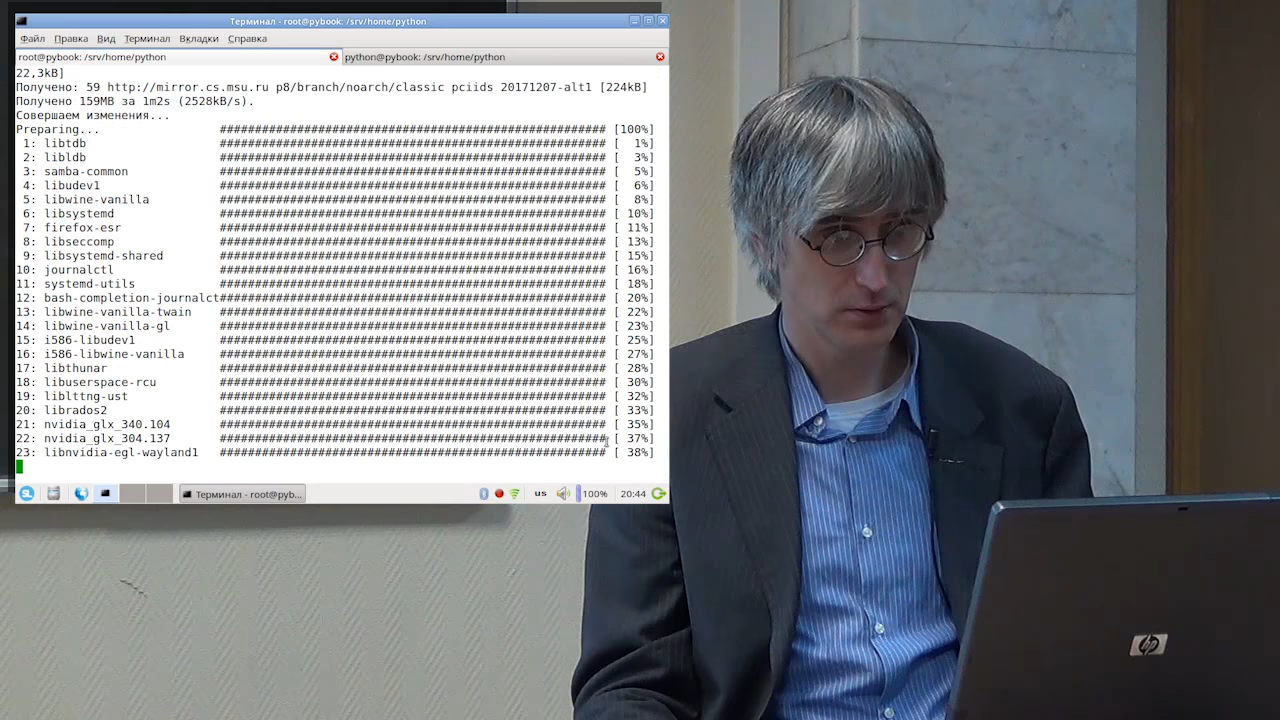 Терминал - root@pybook: /srv/home/python
Файл Правка Вид Терминал Вкладки Справка
root@pybook: /srv/home/python python@pybook: /srv/home/python
22,3kB]
Получено: 59 http://mirror.cs.msu.ru p8/branch/noarch/classic pciids 20171207-alt1 [224kB]
Получено 159MB за 1m2s (2528kB/s).
Совершаем изменения...
Preparing... ####################################################### [100%]
1: libtdb ####################################################### [ 1%]
2: libldb ####################################################### [ 3%]
3: samba-common ####################################################### [ 5%]
4: libudev1 ####################################################### [ 6%]
5: libwine-vanilla ####################################################### [ 8%]
6: libsystemd ####################################################### [ 10%]
7: firefox-esr ####################################################### [ 11%]
8: libseccomp ####################################################### [ 13%]
9: libsystemd-shared ####################################################### [ 15%]
10: journalctl ####################################################### [ 16%]
11: systemd-utils ####################################################### [ 18%]
12: bash-completion-journalct####################################################### [ 20%]
13: libwine-vanilla-twain ####################################################### [ 22%]
14: libwine-vanilla-gl ####################################################### [ 23%]
15: i586-libudev1 ####################################################### [ 25%]
16: i586-libwine-vanilla ####################################################### [ 27%]
17: libthunar ####################################################### [ 28%]
18: libuserspace-rcu ####################################################### [ 30%]
19: liblttng-ust ####################################################### [ 32%]
20: librados2 ####################################################### [ 33%]
21: nvidia_glx_340.104 ####################################################### [ 35%]
22: nvidia_glx_304.137 ####################################################### [ 37%]
23: libnvidia-egl-wayland1 ####################################################### [ 38%]
SL Терминал - root@pyb... us 100% 20:44
hp